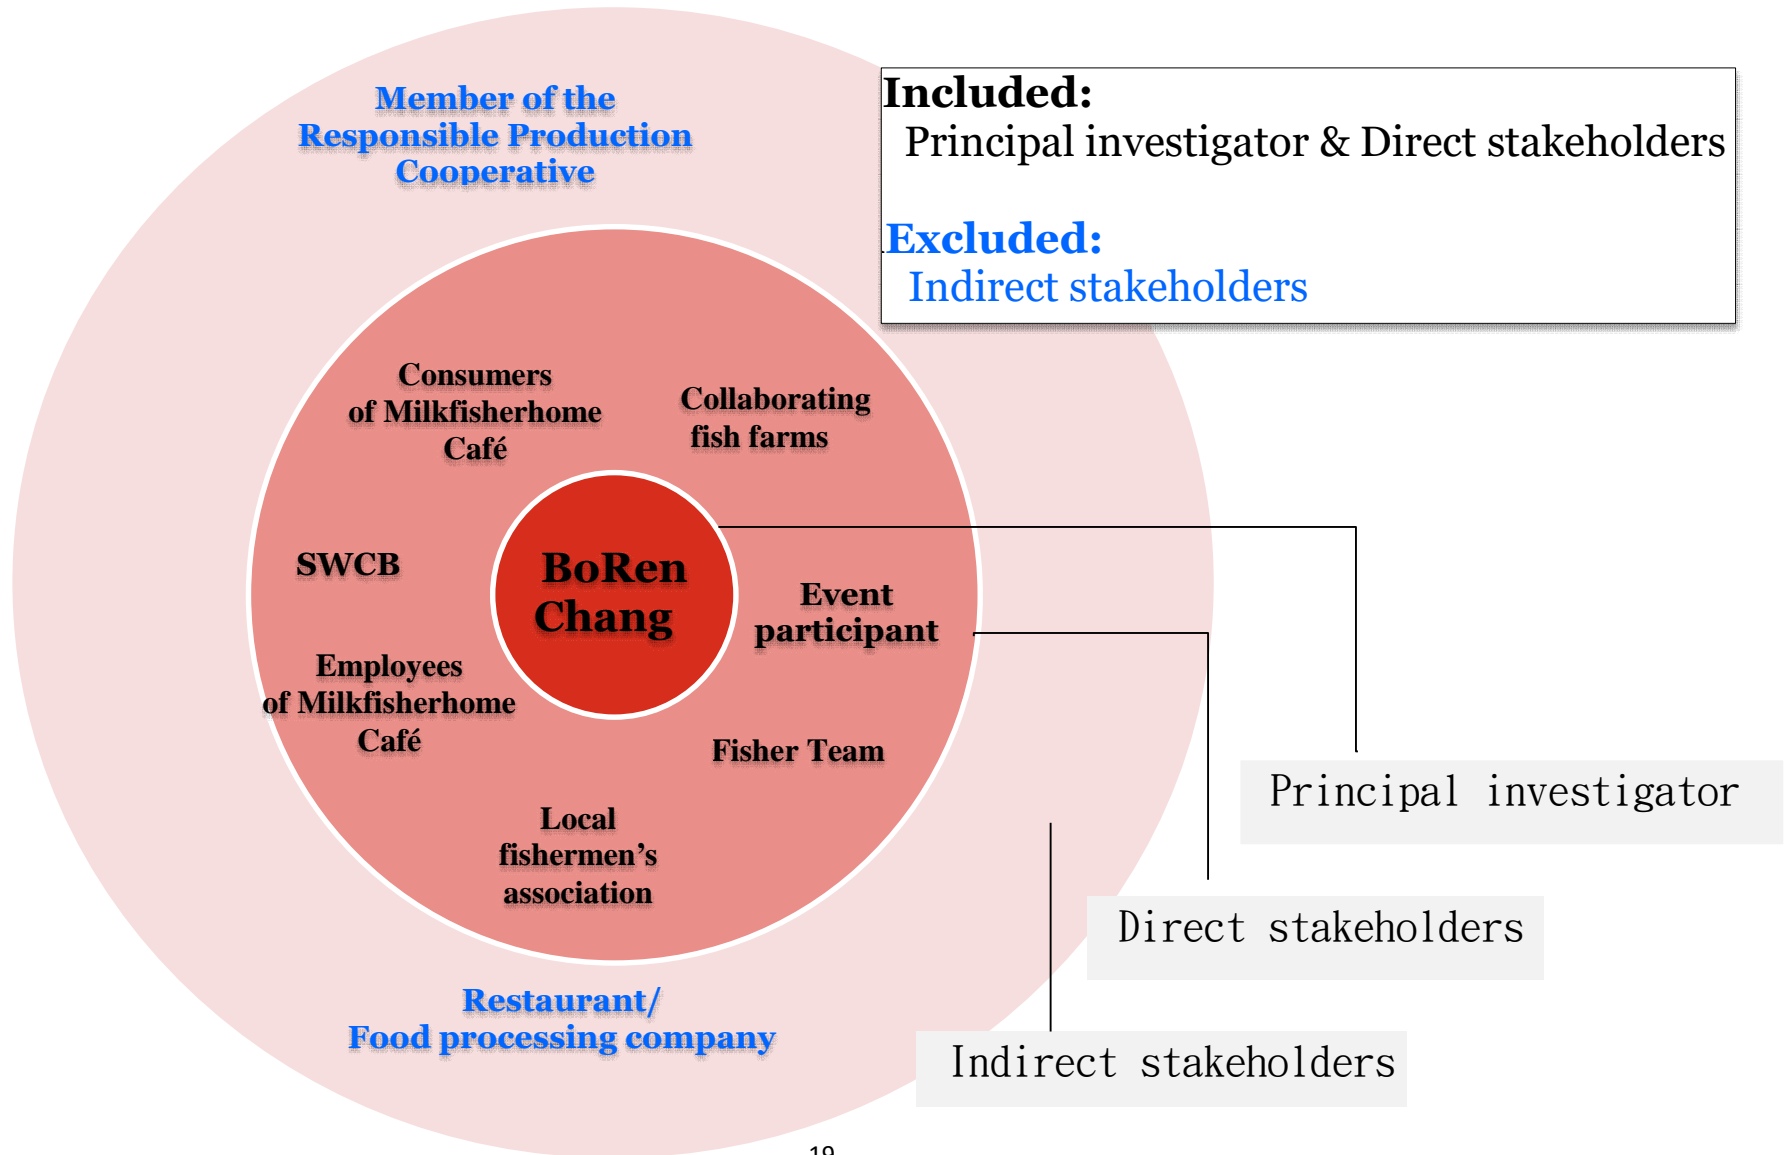 Member of the
Responsible Production
Cooperative
Included:
Principal investigator & Direct stakeholders
Excluded:
Indirect stakeholders
Consumers
of Milkfisherhome
Café
Collaborating
fish farms
SWCB
BoRen
Chang
Event
participant
Employees
of Milkfisherhome
Café
Fisher Team
Local
fishermen’s
association
Principal investigator
Direct stakeholders
Restaurant/
Food processing company
Indirect stakeholders
19